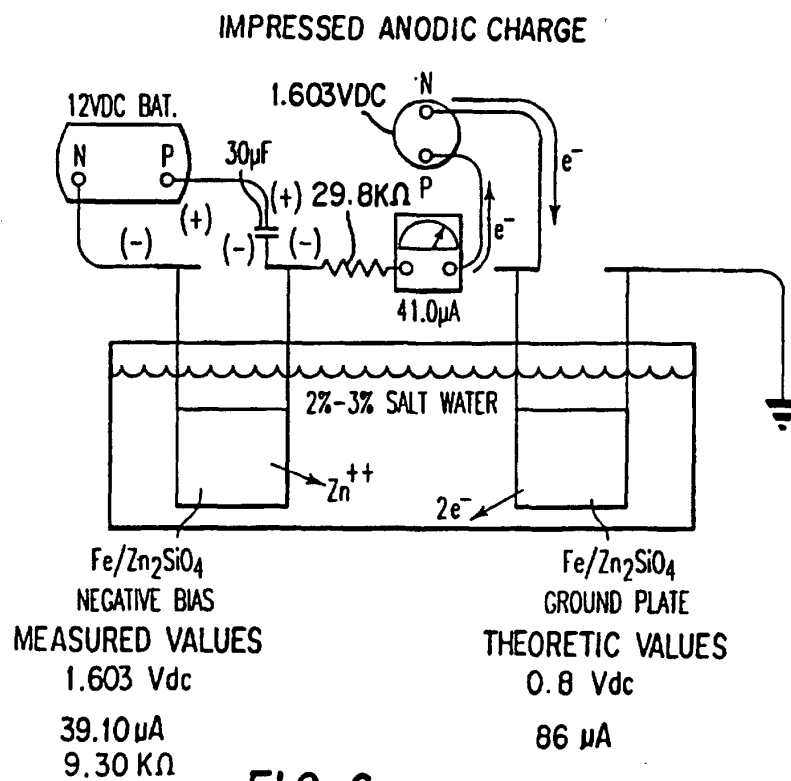 IMPRESSED ANODIC CHARGE
12VDC BAT.
1.603VDC
N
N P
30µF
P
(+)
(+)
29.8KΩ
e⁻
(-)
(-)
(-)
e⁻
41.0µA
2%-3% SALT WATER
Zn⁺⁺
2e⁻
Fe/Zn₂SiO₄
NEGATIVE BIAS
Fe/Zn₂SiO₄
GROUND PLATE
MEASURED VALUES
1.603 Vdc
39.10 µA
9.30 KΩ
THEORETIC VALUES
0.8 Vdc
86 µA